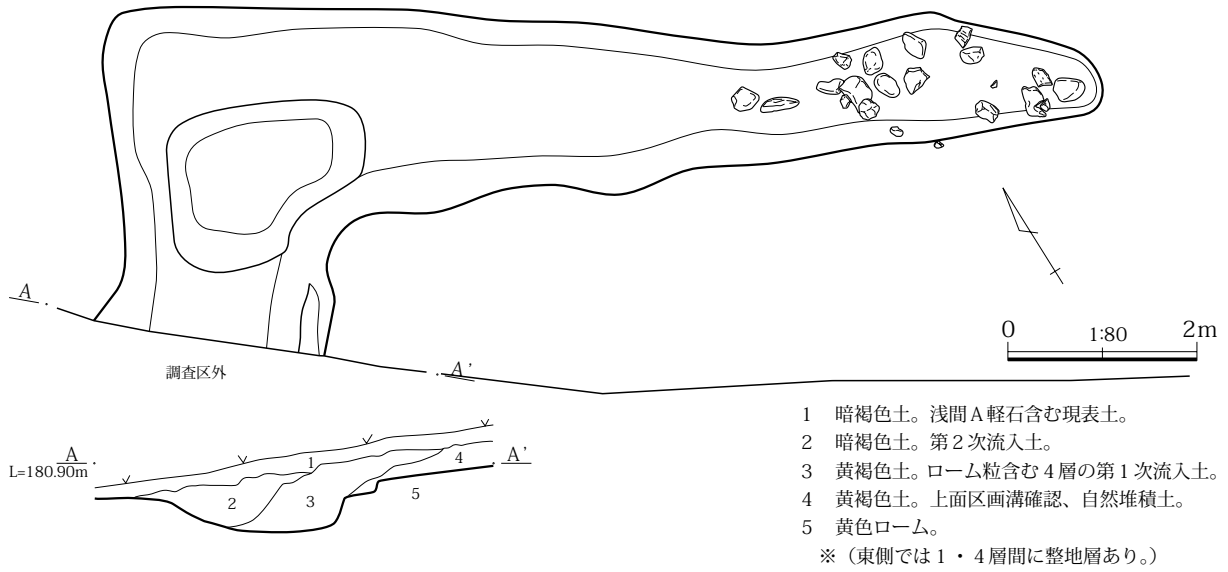 A
調査区外
A’
0
1:80
2m
A
L=180.90m
A’
1
2
3
4
5
1 暗褐色土。浅間A軽石含む現表土。
2 暗褐色土。第2次流入土。
3 黄褐色土。ローム粒含む4層の第1次流入土。
4 黄褐色土。上面区画溝確認、自然堆積土。
5 黄色ローム。
※(東側では1・4層間に整地層あり。)